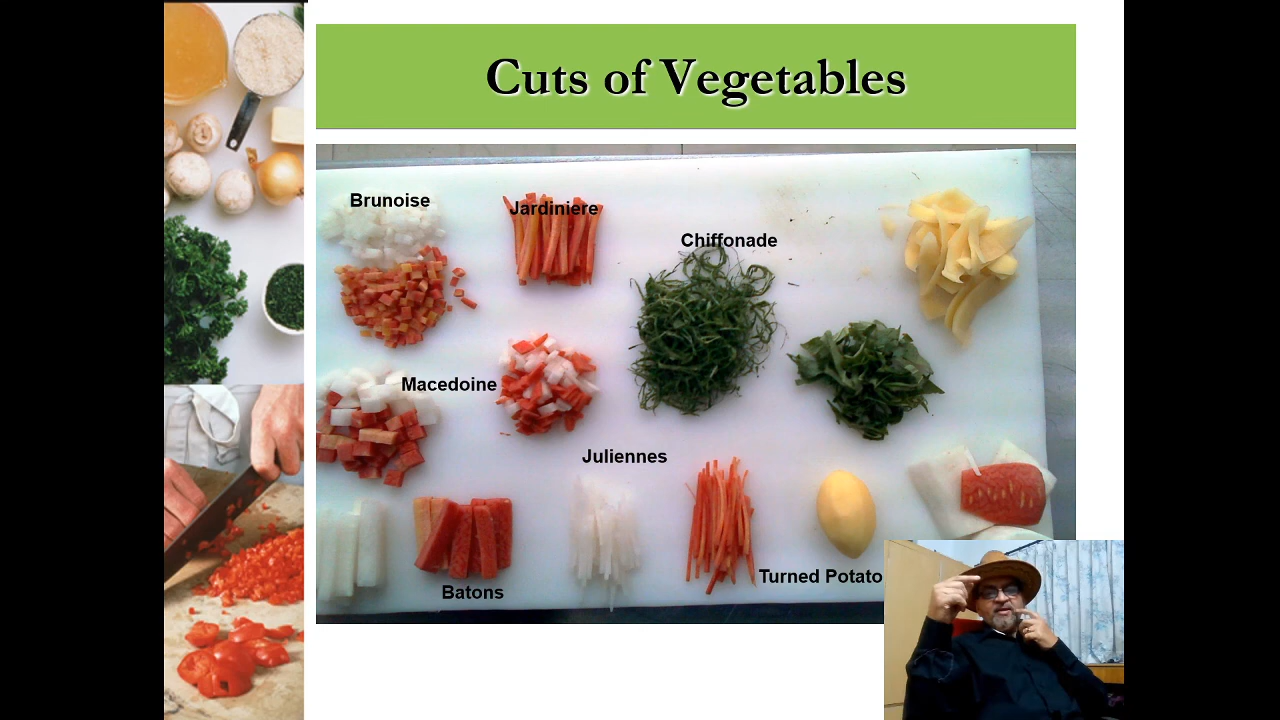 Cuts of Vegetables
Brunoise
Jardiniere
Chiffonade
Macedoine
Juliennes
Batons
Turned Potato